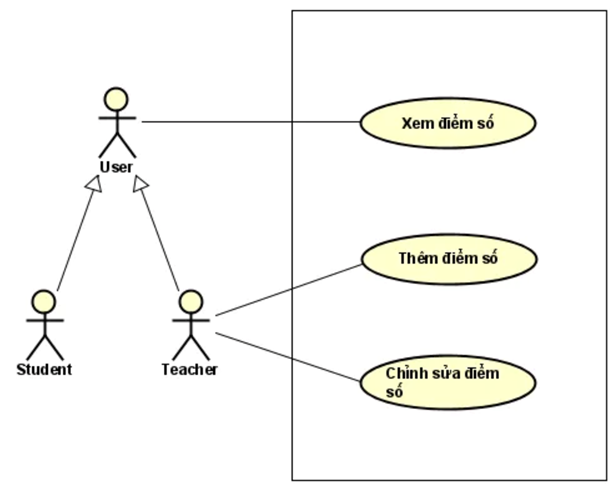 Xem điểm số
User
Thêm điểm số
Student
Teacher
Chỉnh sửa điểm
số